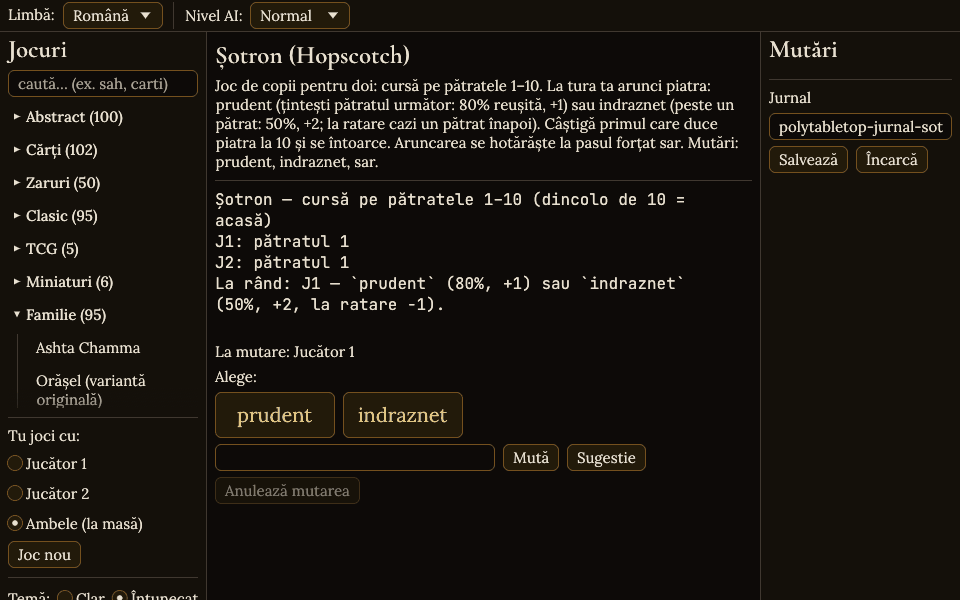 Limbă: Română Nivel AI: Normal
Jocuri
caută... (ex. sah, carti)
Abstract (100)
Cărți (102)
Zaruri (50)
Clasic (95)
TCG (5)
Miniaturi (6)
Familie (95)
Ashta Chamma
Orășel (variantă
originală)
Tu joci cu:
Jucător 1
Jucător 2
Ambele (la masă)
Joc nou
Temă: Clar Întunecat
Șotron (Hopscotch)
Joc de copii pentru doi: cursă pe pătratele 1–10. La tura ta arunci piatra:
prudent (țintești pătratul următor: 80% reușită, +1) sau indraznet (peste un
pătrat: 50%, +2; la ratare cazi un pătrat înapoi). Câștigă primul care duce
piatra la 10 și se întoarce. Aruncarea se hotărăște la pasul forțat sar. Mutări:
prudent, indraznet, sar.
Șotron — cursă pe pătratele 1–10 (dincolo de 10 =
acasă)
J1: pătratul 1
J2: pătratul 1
La rând: J1 — `prudent` (80%, +1) sau `indraznet`
(50%, +2, la ratare -1).
La mutare: Jucător 1
Alege:
prudent indraznet
Mută Sugestie
Anulează mutarea
Mutări
Jurnal
polytabletop-jurnal-sot
Salvează Încarcă